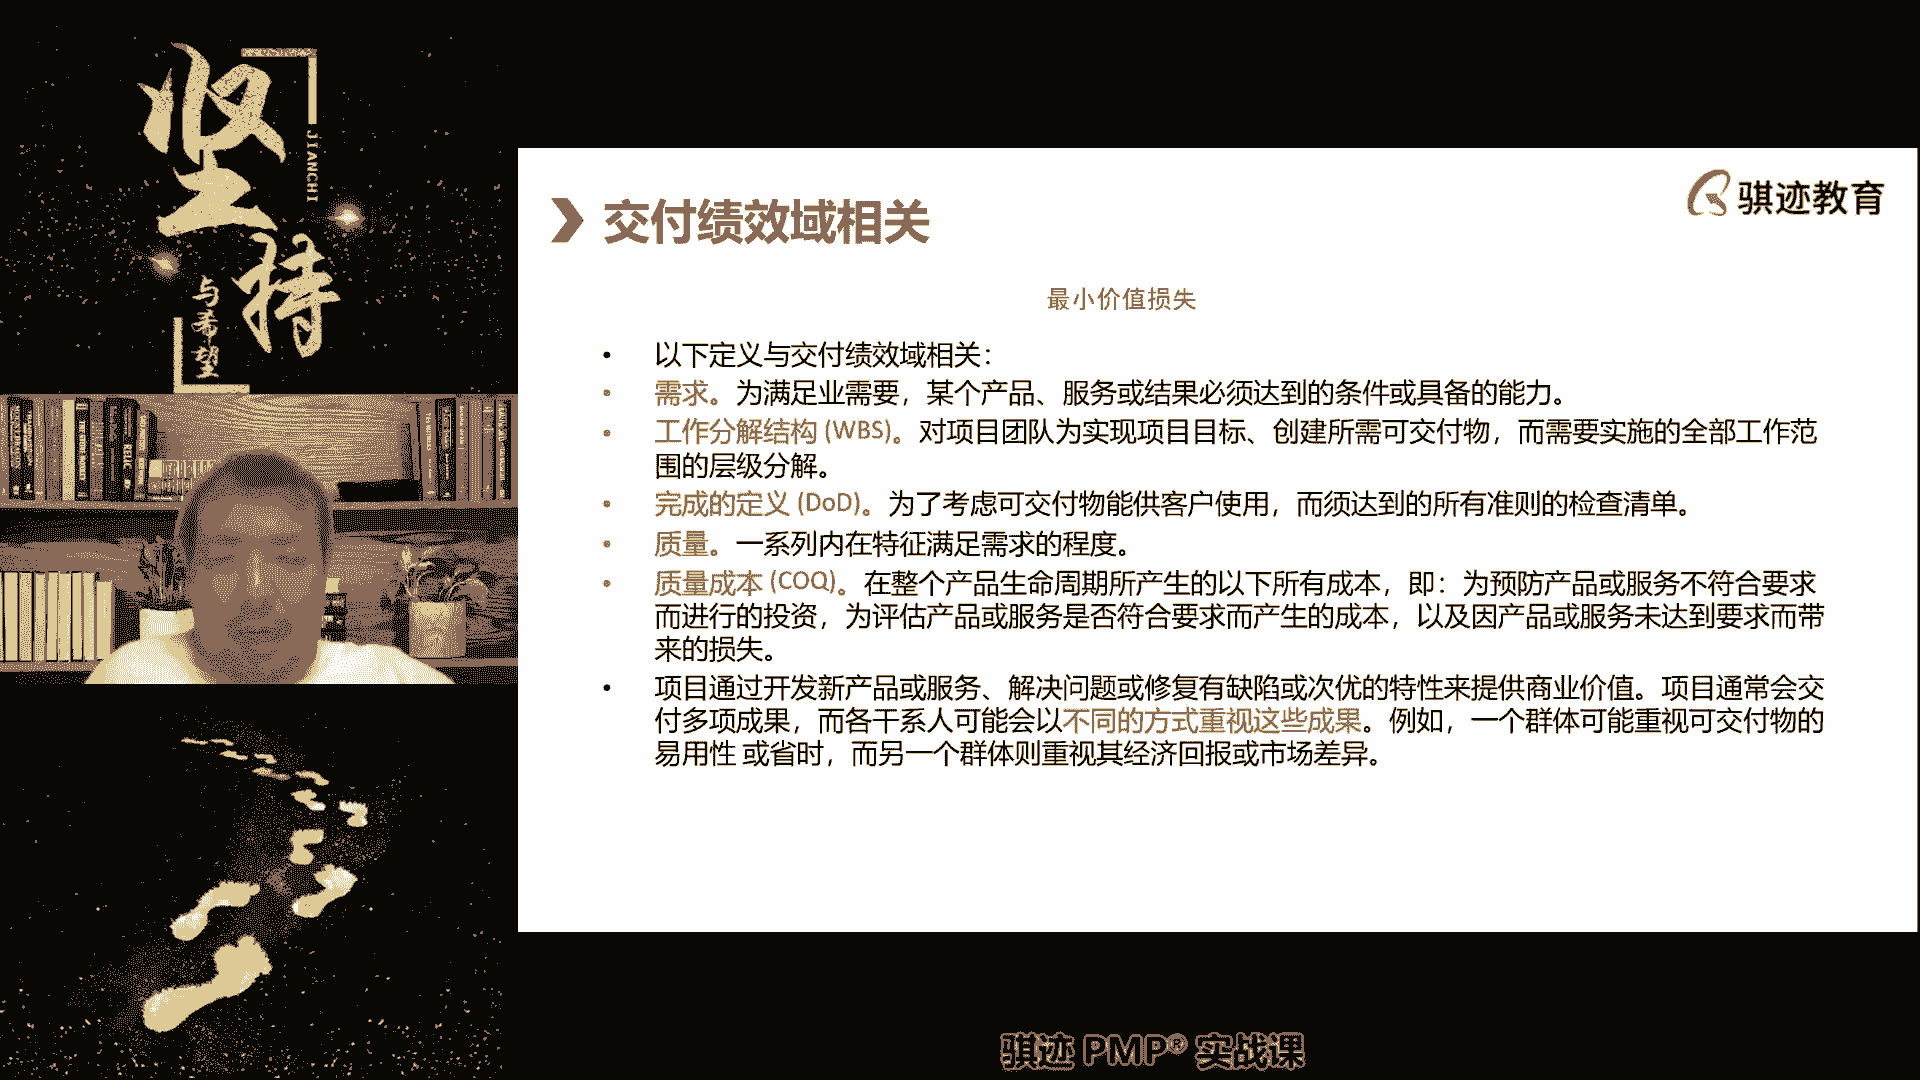 坚持
JIANCHI
与希望
骐迹教育
交付绩效域相关
最小价值损失
• 以下定义与交付绩效域相关：
• 需求。为满足业需要，某个产品、服务或结果必须达到的条件或具备的能力。
• 工作分解结构 (WBS)。对项目团队为实现项目目标、创建所需可交付物，而需要实施的全部工作范
围的层级分解。
• 完成的定义 (DoD)。为了考虑可交付物能供客户使用，而须达到的所有准则的检查清单。
• 质量。一系列内在特征满足需求的程度。
• 质量成本 (COQ)。在整个产品生命周期所产生的以下所有成本，即：为预防产品或服务不符合要求
而进行的投资，为评估产品或服务是否符合要求而产生的成本，以及因产品或服务未达到要求而带
来的损失。
• 项目通过开发新产品或服务、解决问题或修复有缺陷或次优的特性来提供商业价值。项目通常会交
付多项成果，而各干系人可能会以不同的方式重视这些成果。例如，一个群体可能重视可交付物的
易用性 或省时，而另一个群体则重视其经济回报或市场差异。
骐迹 PMP® 实战课